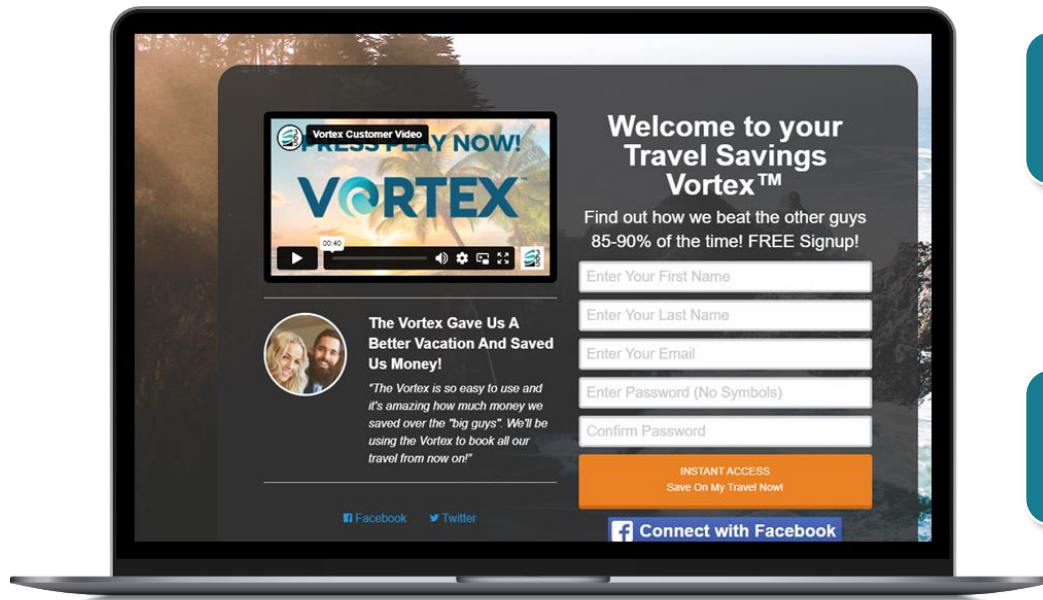 Vortex Customer Video
PRESS PLAY NOW!
VORTEX™
00:40
The Vortex Gave Us A
Better Vacation And Saved
Us Money!
"The Vortex is so easy to use and
it's amazing how much money we
saved over the "big guys". We'll be
using the Vortex to book all our
travel from now on!"
Facebook Twitter
Welcome to your
Travel Savings
Vortex™
Find out how we beat the other guys
85-90% of the time! FREE Signup!
Enter Your First Name
Enter Your Last Name
Enter Your Email
Enter Password (No Symbols)
Confirm Password
INSTANT ACCESS
Save On My Travel Now!
Connect with Facebook